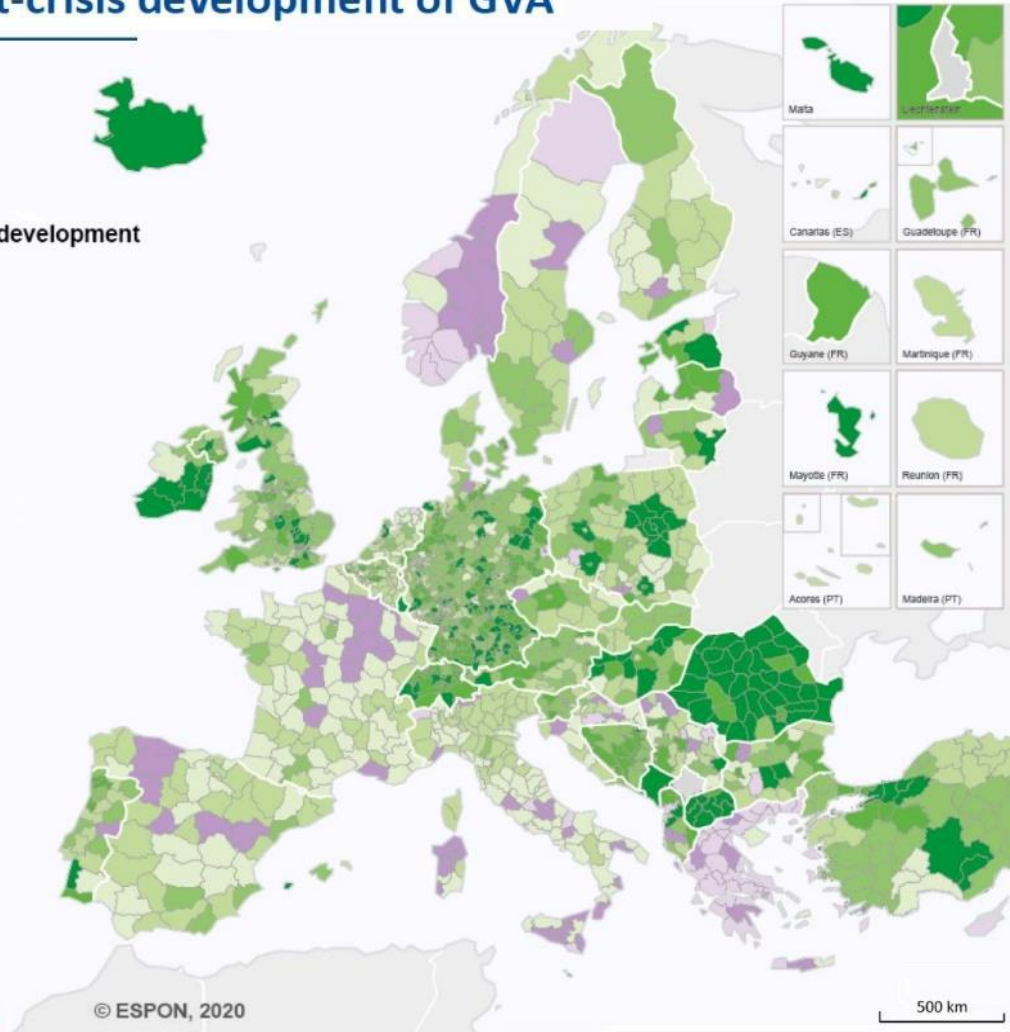 t-crisis development of GVA
development
Malta
Liechtenstein
Canarias (ES)
Guadeloupe (FR)
Guyane (FR)
Martinique (FR)
Mayotte (FR)
Reunion (FR)
Acores (PT)
Madeira (PT)
© ESPON, 2020
500 km